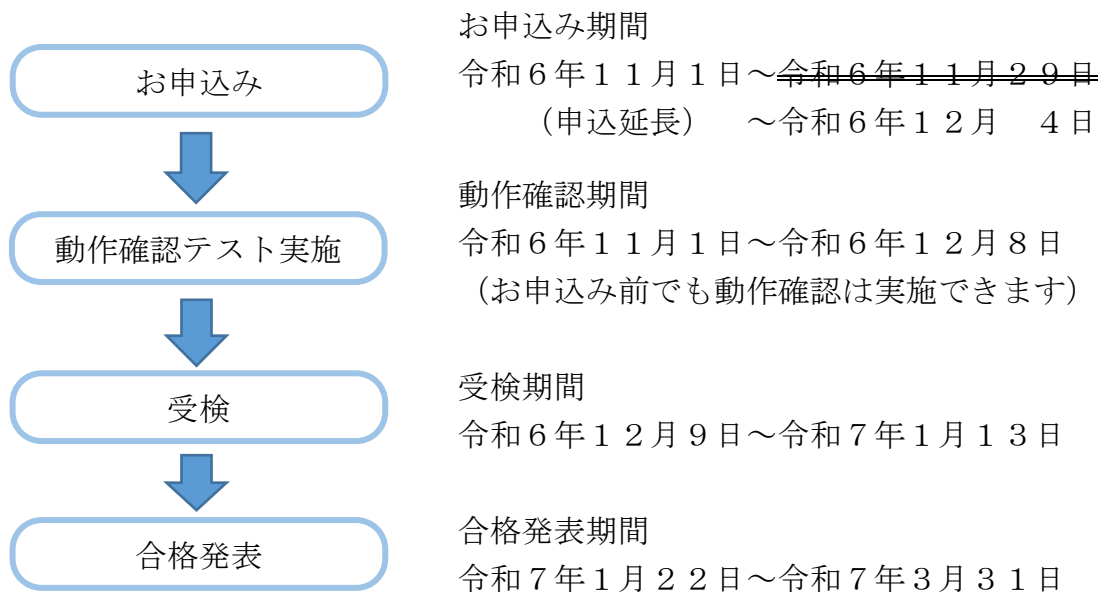 お申込み
お申込み期間
令和６年１１月１日～令和６年１１月２９日
（申込延長）　～令和６年１２月　４日
動作確認テスト実施
動作確認期間
令和６年１１月１日～令和６年１２月８日
（お申込み前でも動作確認は実施できます）
受検
受検期間
令和６年１２月９日～令和７年１月１３日
合格発表
合格発表期間
令和７年１月２２日～令和７年３月３１日